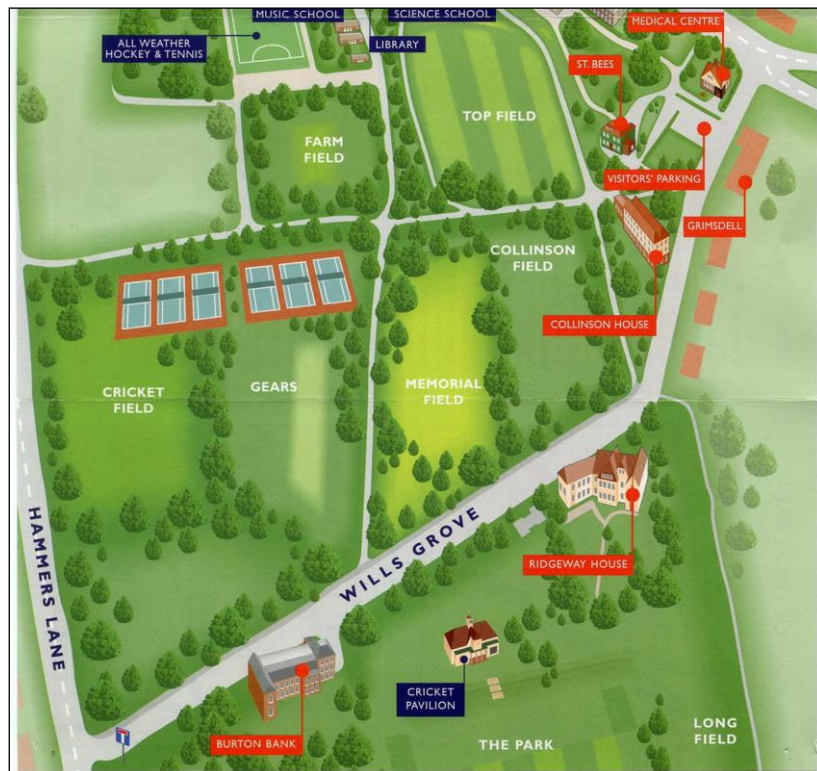 MUSIC SCHOOL
SCIENCE SCHOOL
MEDICAL CENTRE
ALL WEATHER
HOCKEY & TENNIS
LIBRARY
ST. BEES
TOP FIELD
FARM
FIELD
VISITORS' PARKING
GRIMSDELL
COLLINSON
FIELD
COLLINSON HOUSE
CRICKET
FIELD
GEARS
MEMORIAL
FIELD
HAMMERS LANE
WILLS GROVE
RIDGEWAY HOUSE
CRICKET
PAVILION
BURTON BANK
THE PARK
LONG
FIELD